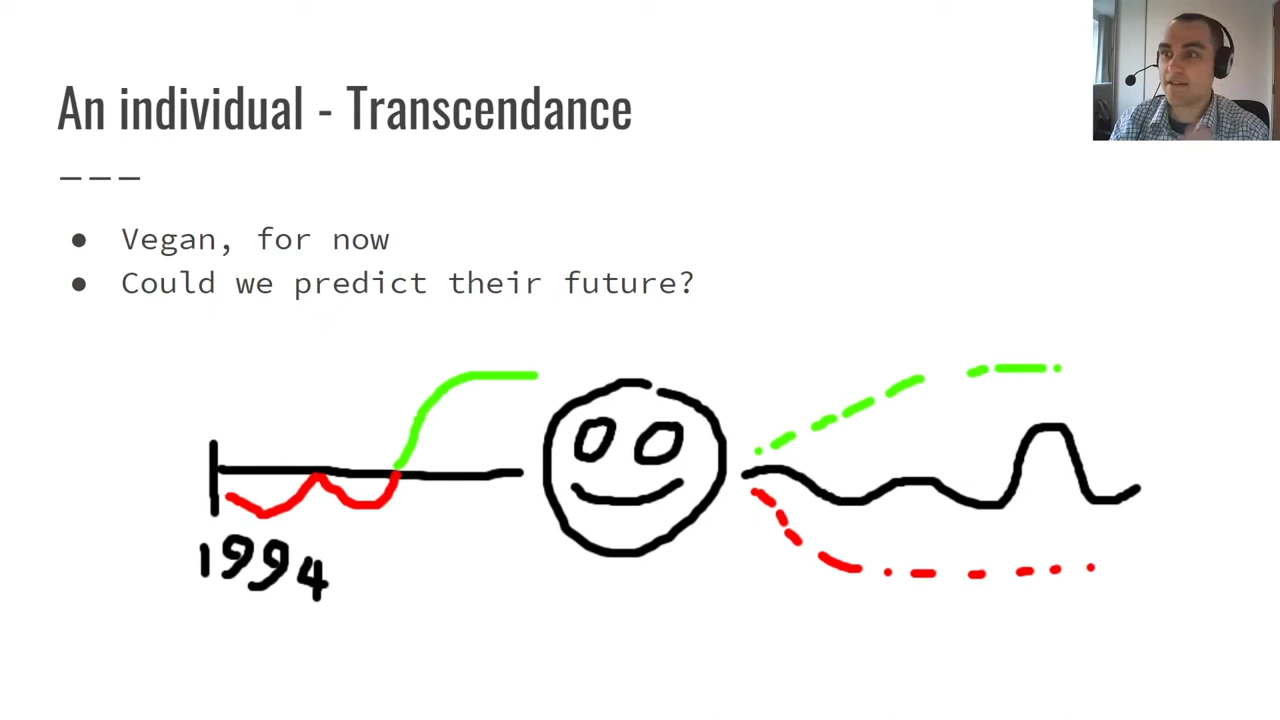 An individual - Transcendance
● Vegan, for now
● Could we predict their future?
1994